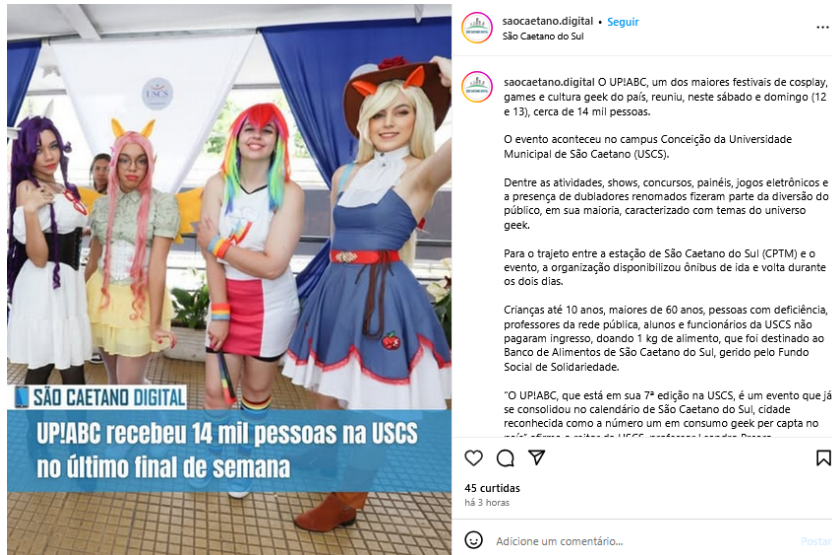 USCS
SÃO CAETANO DIGITAL
UP!ABC recebeu 14 mil pessoas na USCS
no último final de semana
saocaetano.digital • Seguir
São Caetano do Sul
saocaetano.digital O UP!ABC, um dos maiores festivais de cosplay,
games e cultura geek do país, reuniu, neste sábado e domingo (12
e 13), cerca de 14 mil pessoas.
O evento aconteceu no campus Conceição da Universidade
Municipal de São Caetano (USCS).
Dentre as atividades, shows, concursos, painéis, jogos eletrônicos e
a presença de dubladores renomados fizeram parte da diversão do
público, em sua maioria, caracterizado com temas do universo
geek.
Para o trajeto entre a estação de São Caetano do Sul (CPTM) e o
evento, a organização disponibilizou ônibus de ida e volta durante
os dois dias.
Crianças até 10 anos, maiores de 60 anos, pessoas com deficiência,
professores da rede pública, alunos e funcionários da USCS não
pagaram ingresso, doando 1 kg de alimento, que foi destinado ao
Banco de Alimentos de São Caetano do Sul, gerido pelo Fundo
Social de Solidariedade.
"O UP!ABC, que está em sua 7ª edição na USCS, é um evento que já
se consolidou no calendário de São Caetano do Sul, cidade
reconhecida como a número um em consumo geek per capta no
45 curtidas
há 3 horas
Adicione um comentário...
Postar